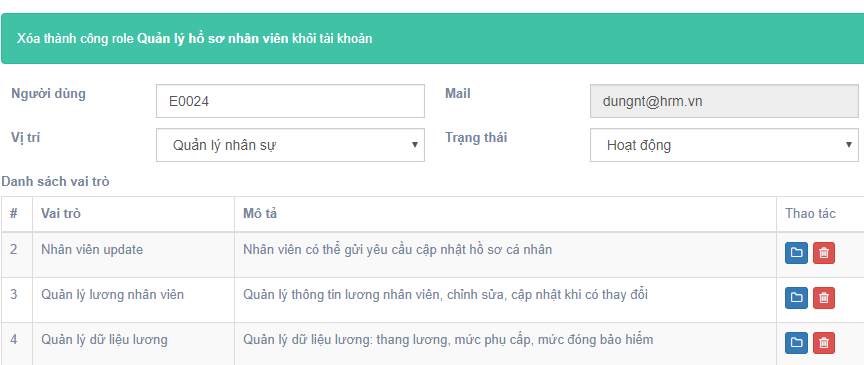 Xóa thành công role Quản lý hồ sơ nhân viên khỏi tài khoản
Người dùng E0024 Mail dungnt@hrm.vn
Vị trí Quản lý nhân sự Trạng thái Hoạt động
Danh sách vai trò
# Vai trò Mô tả Thao tác
2 Nhân viên update Nhân viên có thể gửi yêu cầu cập nhật hồ sơ cá nhân
3 Quản lý lương nhân viên Quản lý thông tin lương nhân viên, chỉnh sửa, cập nhật khi có thay đổi
4 Quản lý dữ liệu lương Quản lý dữ liệu lương: thang lương, mức phụ cấp, mức đóng bảo hiểm